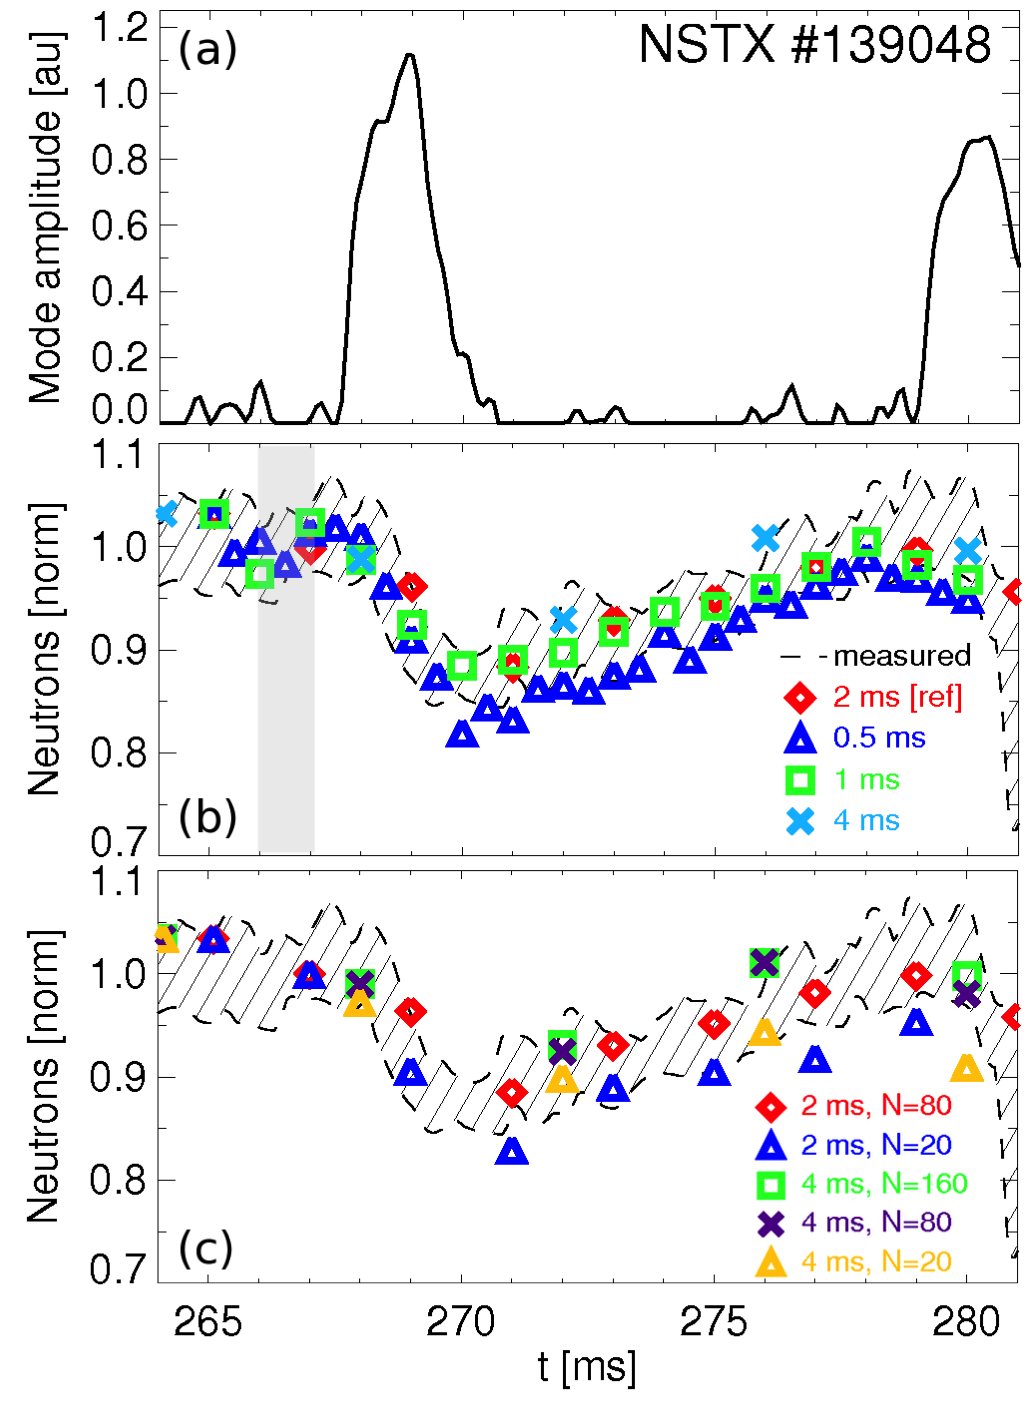 (a)
NSTX #139048
Mode amplitude [au]
1.2
1.0
0.8
0.6
0.4
0.2
0.0
(b)
Neutrons [norm]
1.1
1.0
0.9
0.8
0.7
measured
2 ms [ref]
0.5 ms
1 ms
4 ms
(c)
Neutrons [norm]
1.1
1.0
0.9
0.8
0.7
2 ms, N=80
2 ms, N=20
4 ms, N=160
4 ms, N=80
4 ms, N=20
265 270 275 280
t [ms]